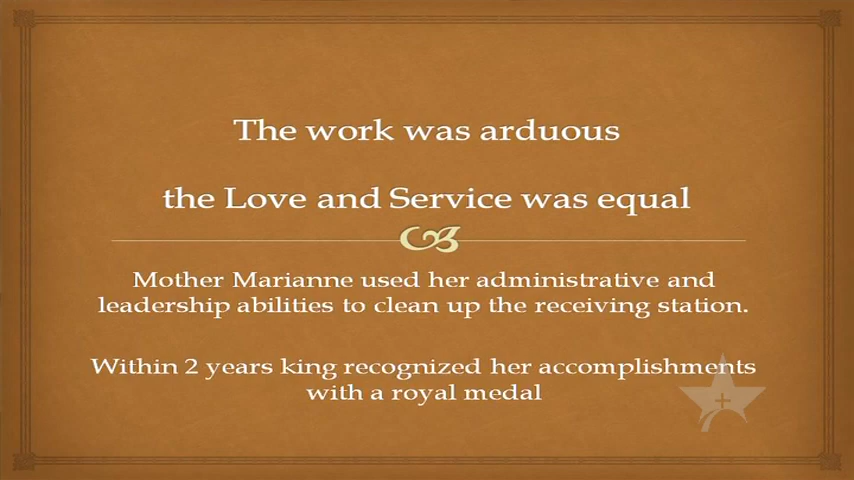 The work was arduous
the Love and Service was equal
Mother Marianne used her administrative and
leadership abilities to clean up the receiving station.
Within 2 years king recognized her accomplishments
with a royal medal